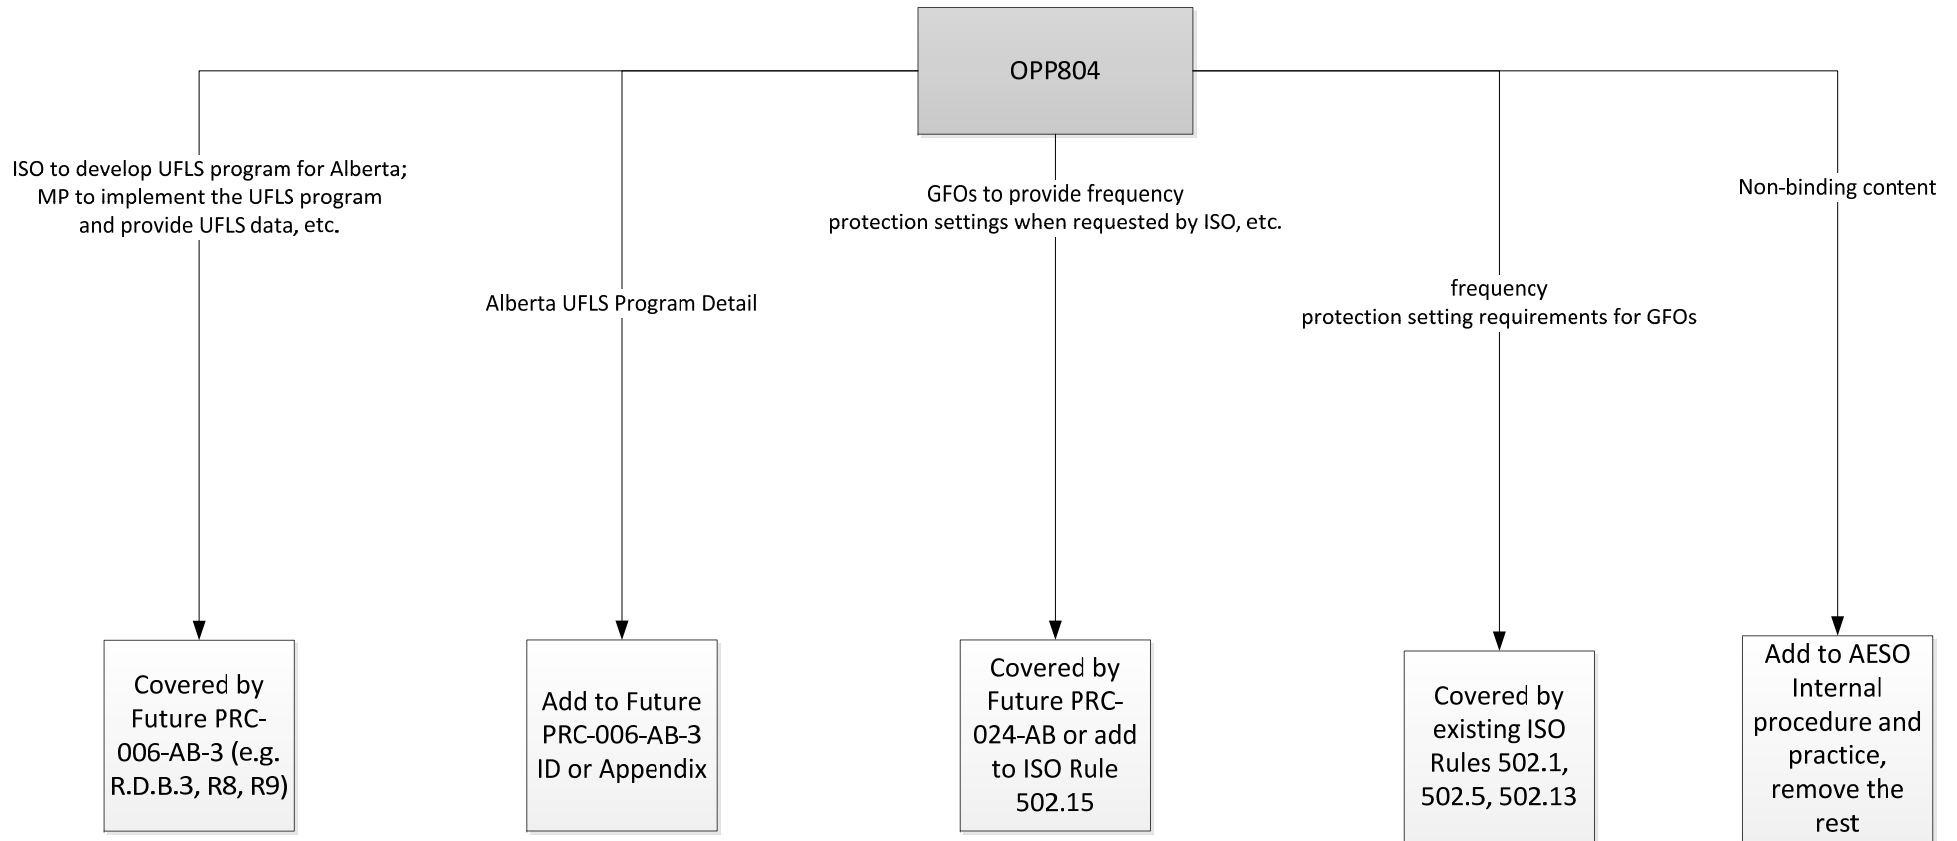 OPP804
ISO to develop UFLS program for Alberta;
MP to implement the UFLS program
and provide UFLS data, etc.
Alberta UFLS Program Detail
GFOs to provide frequency
protection settings when requested by ISO, etc.
frequency
protection setting requirements for GFOs
Non-binding content
Covered by
Future PRC-
006-AB-3 (e.g.
R.D.B.3, R8, R9)
Add to Future
PRC-006-AB-3
ID or Appendix
Covered by
Future PRC-
024-AB or add
to ISO Rule
502.15
Covered by
existing ISO
Rules 502.1,
502.5, 502.13
Add to AESO
Internal
procedure and
practice,
remove the
rest